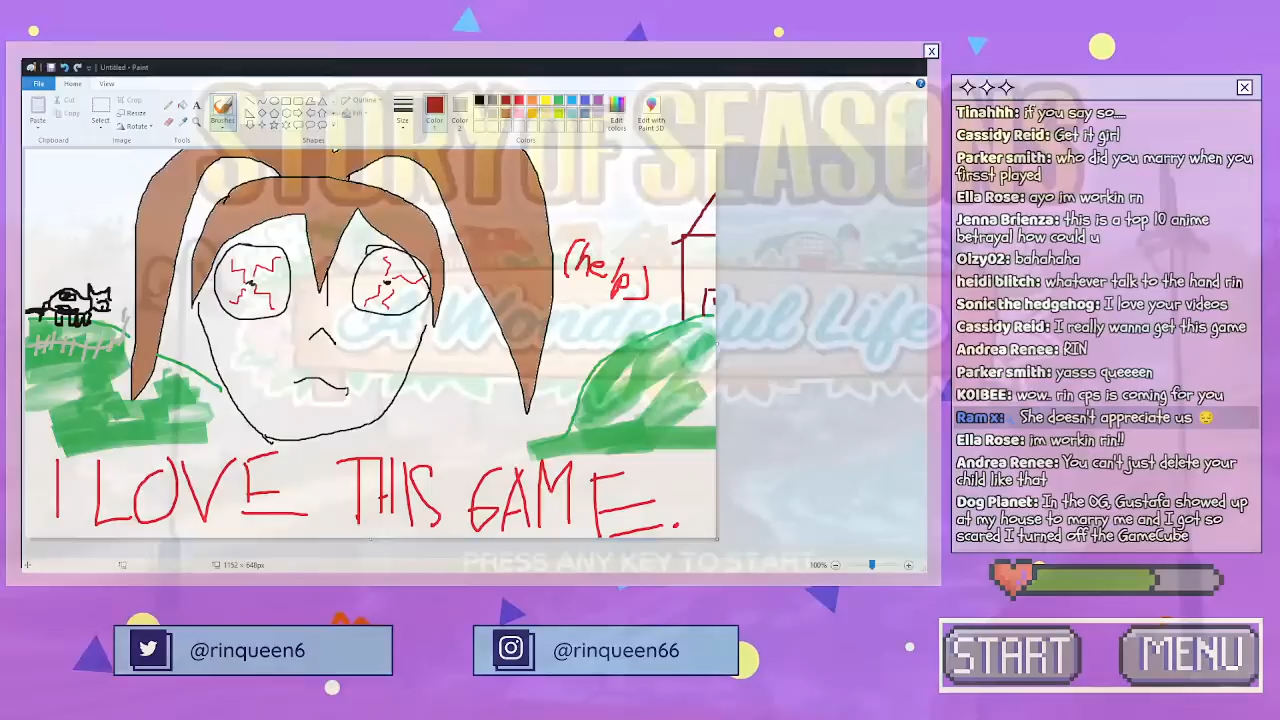 Untitled - Paint
File Home View
Paste
Cut
Copy
Clipboard
Select
Crop
Resize
Rotate
Image
Tools
Brushes
Shapes
Outline
Fill
Size
Color 1
Color 2
Colors
Edit colors
Edit with Paint 3D
STORY OF SEASONS
A Wonderful Life
(help)
I LOVE THIS GAME.
PRESS ANY KEY TO START
1152 × 648px
100%
@rinqueen6
@rinqueen66
X
Tinahhh: if you say so....
Cassidy Reid: Get it girl
Parker smith: who did you marry when you
firsst played
Ella Rose: ayo im workin rn
Jenna Brienza: this is a top 10 anime
betrayal how could u
Olzy02: bahahaha
heidi blitch: whatever talk to the hand rin
Sonic the hedgehog: I love your videos
Cassidy Reid: I really wanna get this game
Andrea Renee: RIN
Parker smith: yasss queeeen
KOIBEE: wow.. rin ops is coming for you
Ram x: She doesn't appreciate us 😔
Ella Rose: im workin rin!!
Andrea Renee: You can't just delete your
child like that
Dog Planet: In the OG, Gustafa showed up
at my house to marry me and I got so
scared I turned off the GameCube
START
MENU